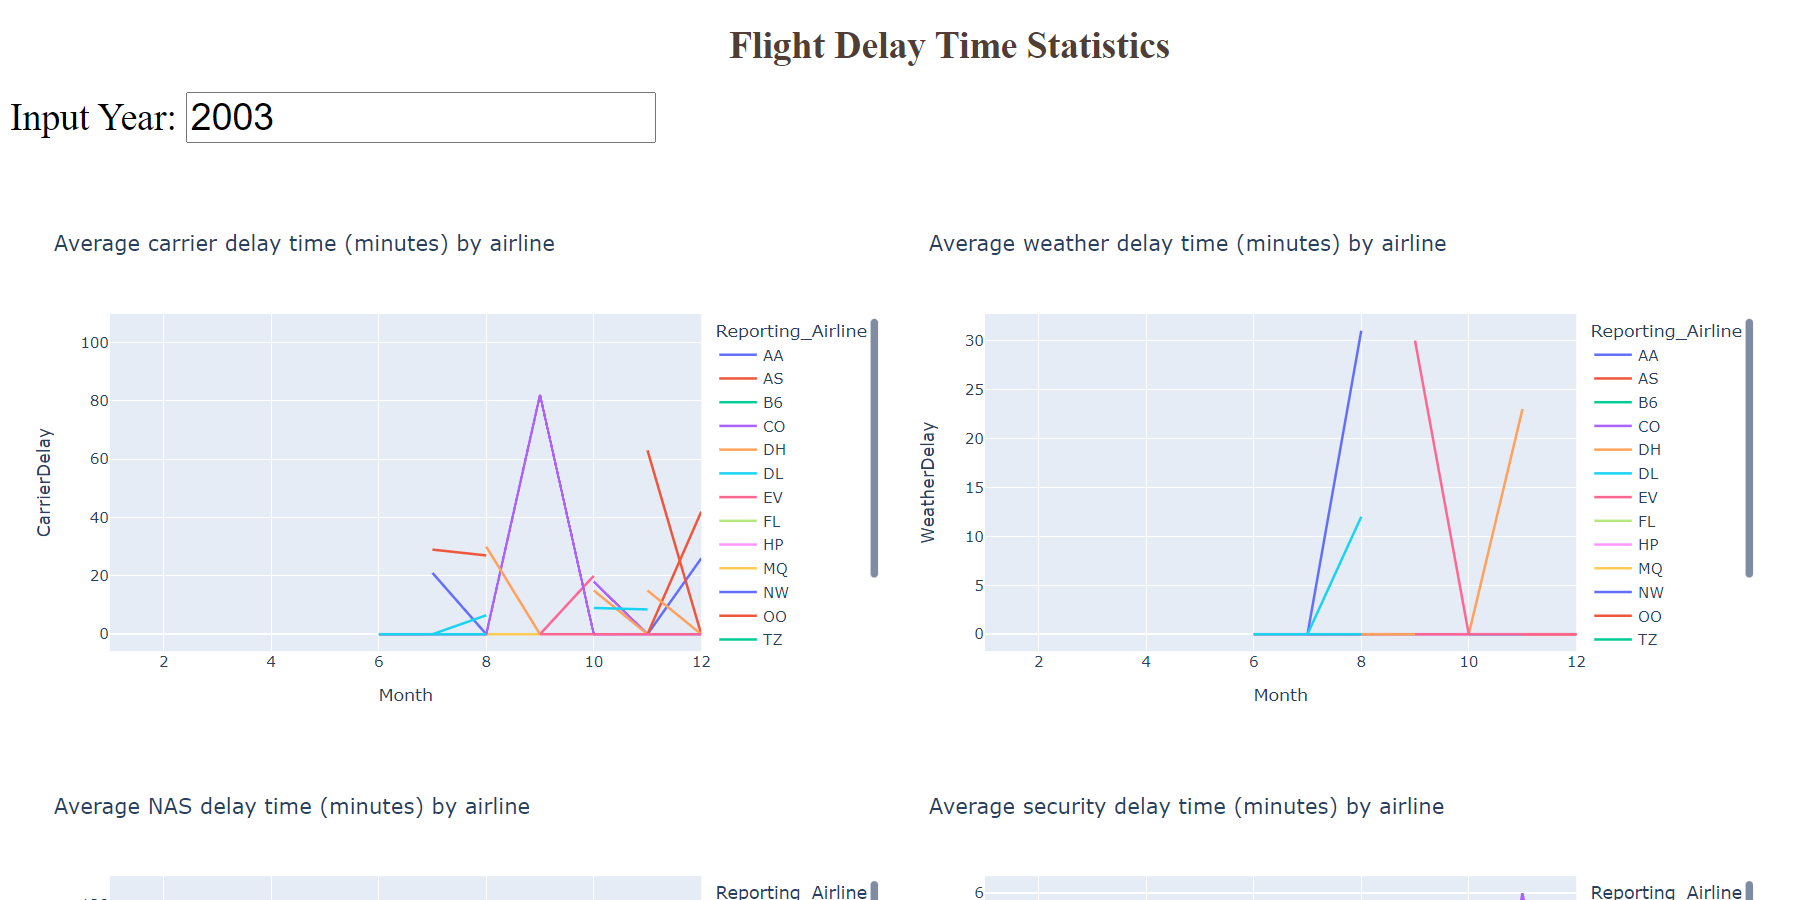 Flight Delay Time Statistics
Input Year: 2003
Average carrier delay time (minutes) by airline
CarrierDelay
100
80
60
40
20
0
2 4 6 8 10 12
Month
Reporting_Airline
AA
AS
B6
CO
DH
DL
EV
FL
HP
MQ
NW
OO
TZ
Average weather delay time (minutes) by airline
WeatherDelay
30
25
20
15
10
5
0
2 4 6 8 10 12
Month
Reporting_Airline
AA
AS
B6
CO
DH
DL
EV
FL
HP
MQ
NW
OO
TZ
Average NAS delay time (minutes) by airline
Reporting_Airline
Average security delay time (minutes) by airline
6
Reporting_Airline